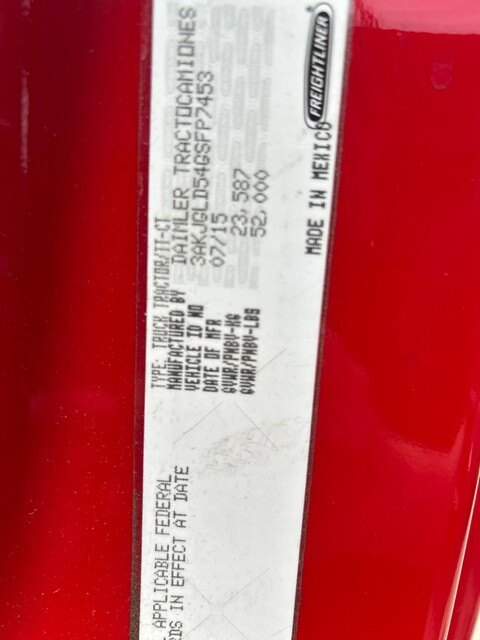 FREIGHTLINER
MADE IN MEXICO
TYPE: TRUCK TRACTOR/TT-CT
MANUFACTURED BY DAIMLER TRACTOCAMIONES
VEHICLE ID NO 3AKJGLD54GSFP7453
DATE OF MFR 07/15
GVWR/PNBV-KG 23,587
GVWR/PNBV-LBS 52,000
APPLICABLE FEDERAL
RDS IN EFFECT AT DATE